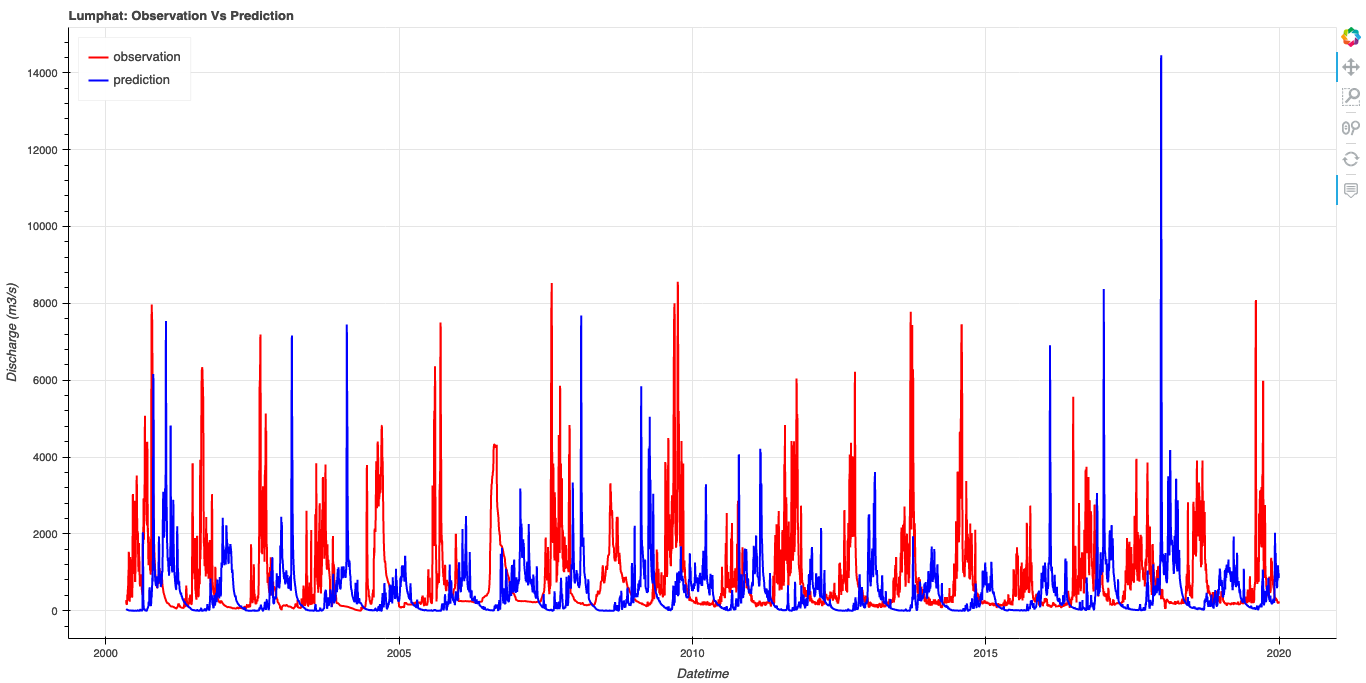 Lumphat: Observation Vs Prediction
observation
prediction
14000
12000
10000
8000
6000
4000
2000
0
Discharge (m3/s)
2000
2005
2010
2015
2020
Datetime